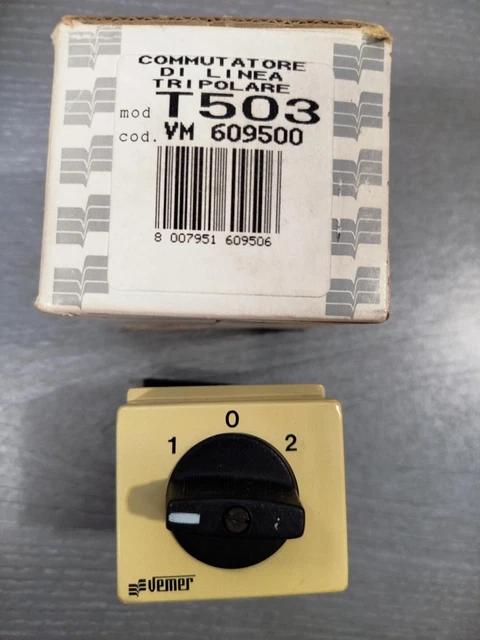 COMMUTATORE
DI LINEA
TRIPOLARE
mod T503
cod. VM 609500
8 007951 609506
0
1 2
Vemer